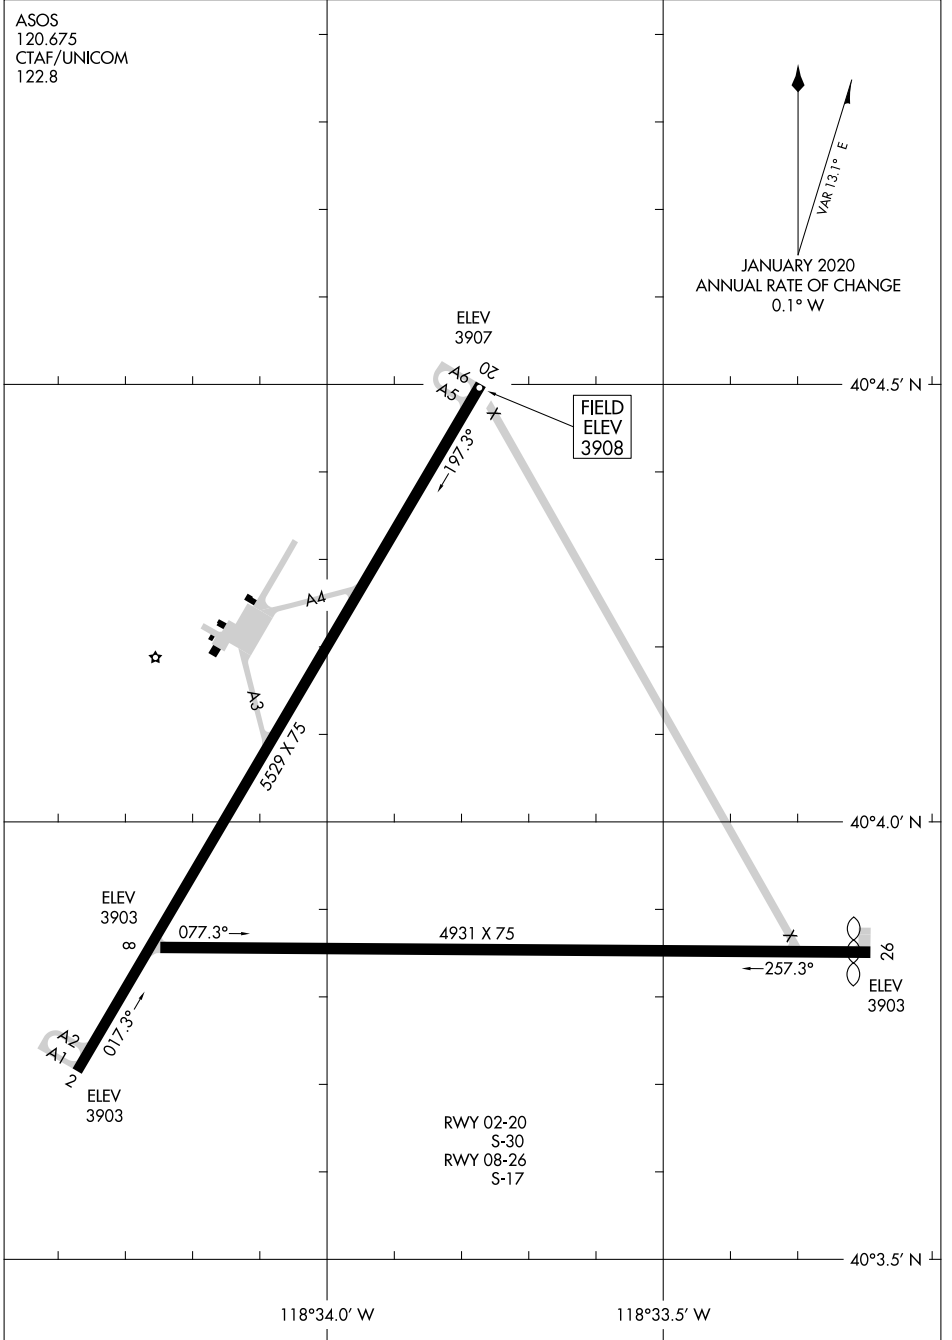 ASOS
120.675
CTAF/UNICOM
122.8
VAR 13.1° E
JANUARY 2020
ANNUAL RATE OF CHANGE
0.1° W
ELEV
3907
A6
20
A5
40°4.5' N
X
FIELD
ELEV
3908
197.3°
A4
A3
5529 X 75
40°4.0' N
ELEV
3903
8
077.3°
4931 X 75
X
26
257.3°
ELEV
3903
017.3°
A2
A1
2
ELEV
3903
RWY 02-20
S-30
RWY 08-26
S-17
40°3.5' N
118°34.0' W
118°33.5' W